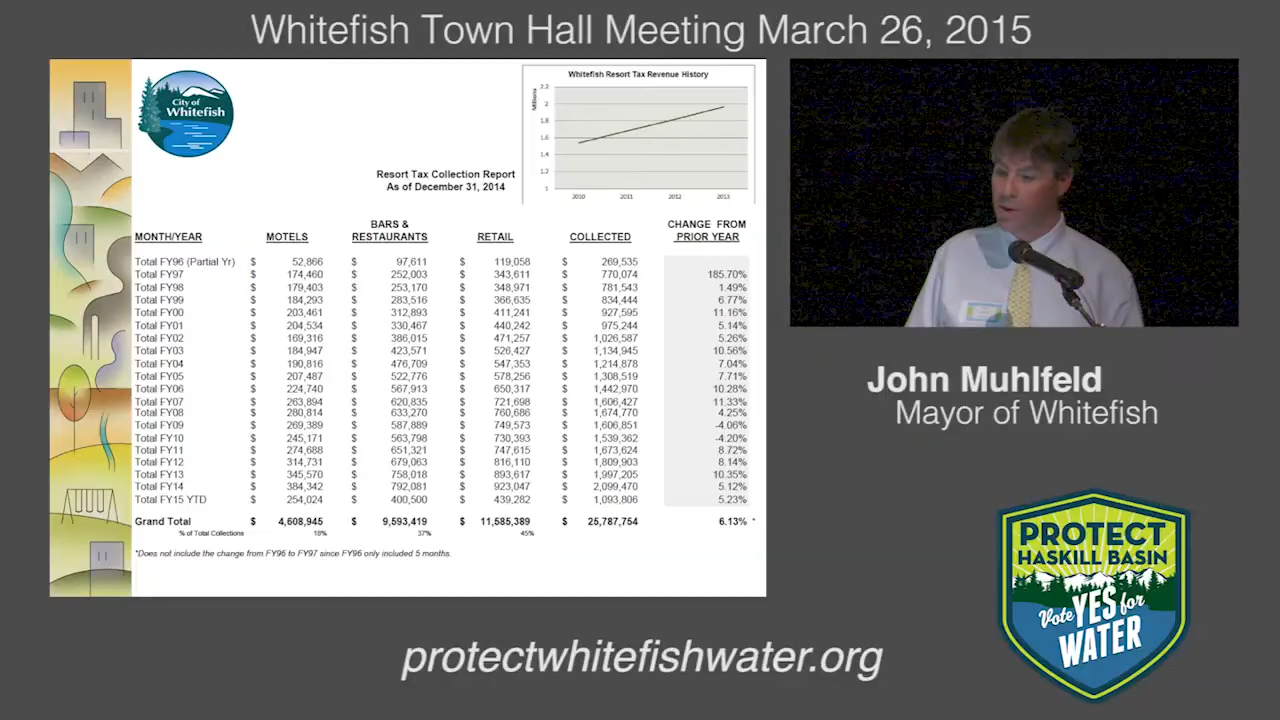 Whitefish Town Hall Meeting March 26, 2015
City of
Whitefish
Whitefish Resort Tax Revenue History
Millions
2.2
2
1.8
1.6
1.4
1.2
1
2010 2011 2012 2013
Resort Tax Collection Report
As of December 31, 2014
MONTH/YEAR MOTELS BARS & RESTAURANTS RETAIL COLLECTED CHANGE FROM PRIOR YEAR
Total FY96 (Partial Yr) $ 52,866 $ 97,611 $ 119,058 $ 269,535
Total FY97 $ 174,460 $ 252,003 $ 343,611 $ 770,074 185.70%
Total FY98 $ 179,403 $ 253,170 $ 348,971 $ 781,543 1.49%
Total FY99 $ 184,293 $ 283,516 $ 366,635 $ 834,444 6.77%
Total FY00 $ 203,461 $ 312,893 $ 411,241 $ 927,595 11.16%
Total FY01 $ 204,534 $ 330,467 $ 440,242 $ 975,244 5.14%
Total FY02 $ 169,316 $ 386,015 $ 471,257 $ 1,026,587 5.26%
Total FY03 $ 184,947 $ 423,571 $ 526,427 $ 1,134,945 10.56%
Total FY04 $ 190,816 $ 476,709 $ 547,353 $ 1,214,878 7.04%
Total FY05 $ 207,487 $ 522,776 $ 578,256 $ 1,308,519 7.71%
Total FY06 $ 224,740 $ 567,913 $ 650,317 $ 1,442,970 10.28%
Total FY07 $ 263,894 $ 620,835 $ 721,698 $ 1,606,427 11.33%
Total FY08 $ 280,814 $ 633,270 $ 760,686 $ 1,674,770 4.25%
Total FY09 $ 269,389 $ 587,889 $ 749,573 $ 1,606,851 -4.06%
Total FY10 $ 245,171 $ 563,798 $ 730,393 $ 1,539,362 -4.20%
Total FY11 $ 274,688 $ 651,321 $ 747,615 $ 1,673,624 8.72%
Total FY12 $ 314,731 $ 679,063 $ 816,110 $ 1,809,903 8.14%
Total FY13 $ 345,570 $ 758,018 $ 893,617 $ 1,997,205 10.35%
Total FY14 $ 384,342 $ 792,081 $ 923,047 $ 2,099,470 5.12%
Total FY15 YTD $ 254,024 $ 400,500 $ 439,282 $ 1,093,806 5.23%
Grand Total $ 4,608,945 $ 9,593,419 $ 11,585,389 $ 25,787,754 6.13% *
% of Total Collections 18% 37% 45%
*Does not include the change from FY96 to FY97 since FY96 only included 5 months.
John Muhlfeld
Mayor of Whitefish
PROTECT
HASKILL BASIN
Vote YES for
WATER
protectwhitefishwater.org